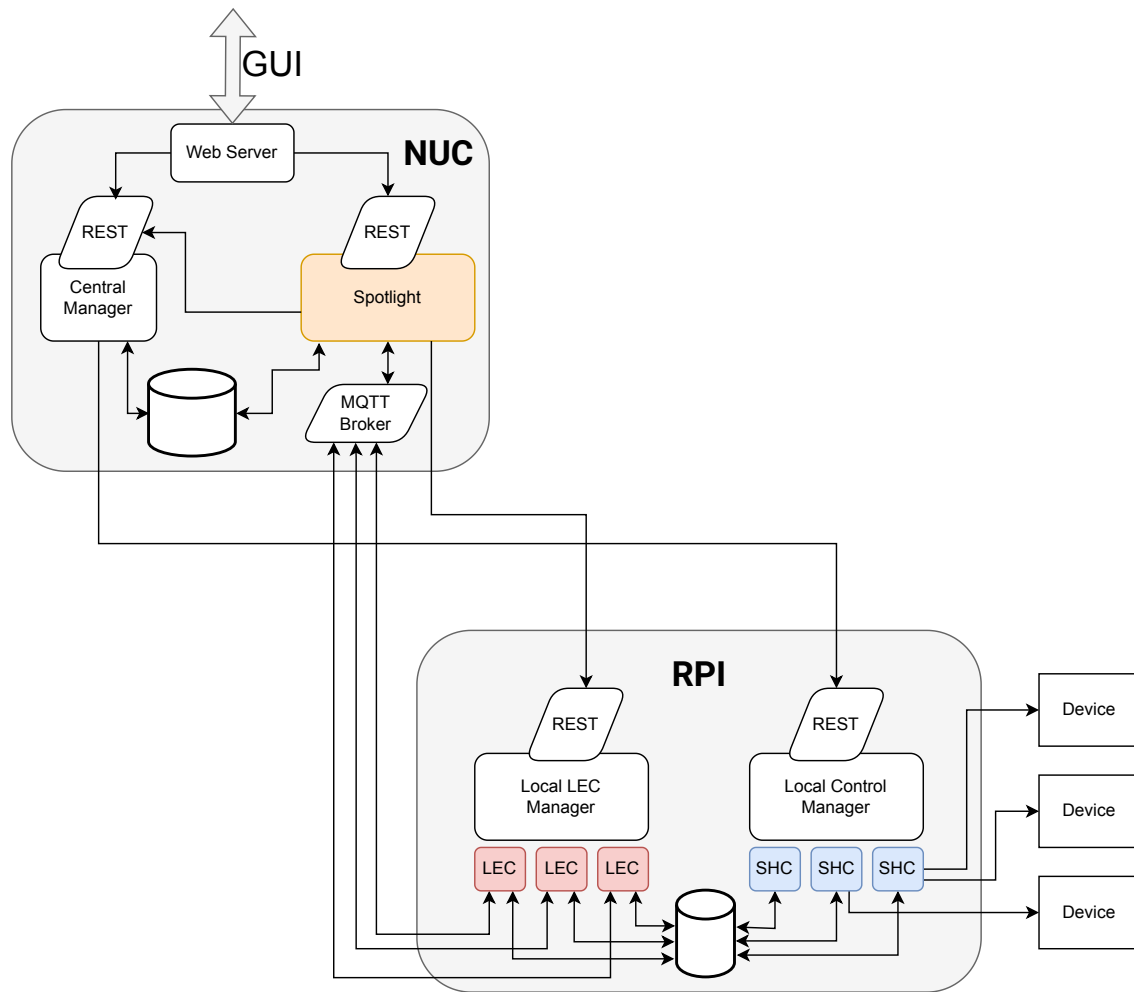 GUI
Web Server
NUC
REST
REST
Central
Manager
Spotlight
MQTT
Broker
RPI
REST
REST
Local LEC
Manager
Local Control
Manager
LEC
LEC
LEC
SHC
SHC
SHC
Device
Device
Device